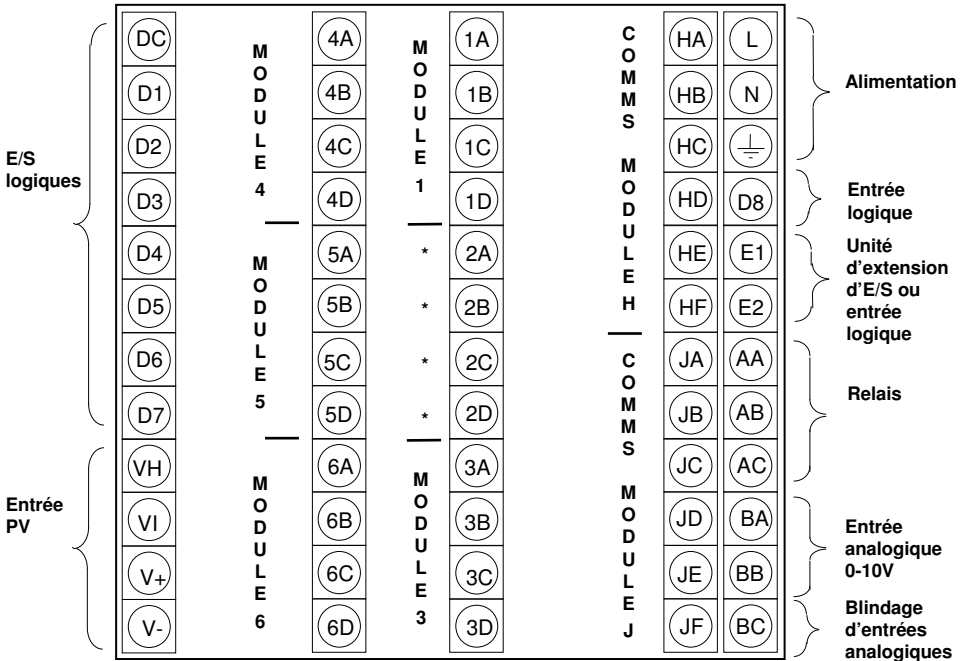 E/S
logiques
Entrée
PV
DC
D1
D2
D3
D4
D5
D6
D7
VH
VI
V+
V-
MODULE 4
MODULE 5
MODULE 6
4A
4B
4C
4D
5A
5B
5C
5D
6A
6B
6C
6D
MODULE 1
*
*
*
*
MODULE 3
1A
1B
1C
1D
2A
2B
2C
2D
3A
3B
3C
3D
COMMS MODULE H
COMMS MODULE J
HA
HB
HC
HD
HE
HF
JA
JB
JC
JD
JE
JF
L
N
D8
E1
E2
AA
AB
AC
BA
BB
BC
Alimentation
Entrée
logique
Unité
d'extension
d'E/S ou
entrée
logique
Relais
Entrée
analogique
0-10V
Blindage
d'entrées
analogiques